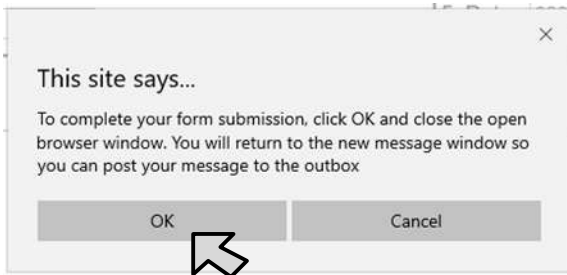 This site says...
To complete your form submission, click OK and close the open
browser window. You will return to the new message window so
you can post your message to the outbox
OK
Cancel